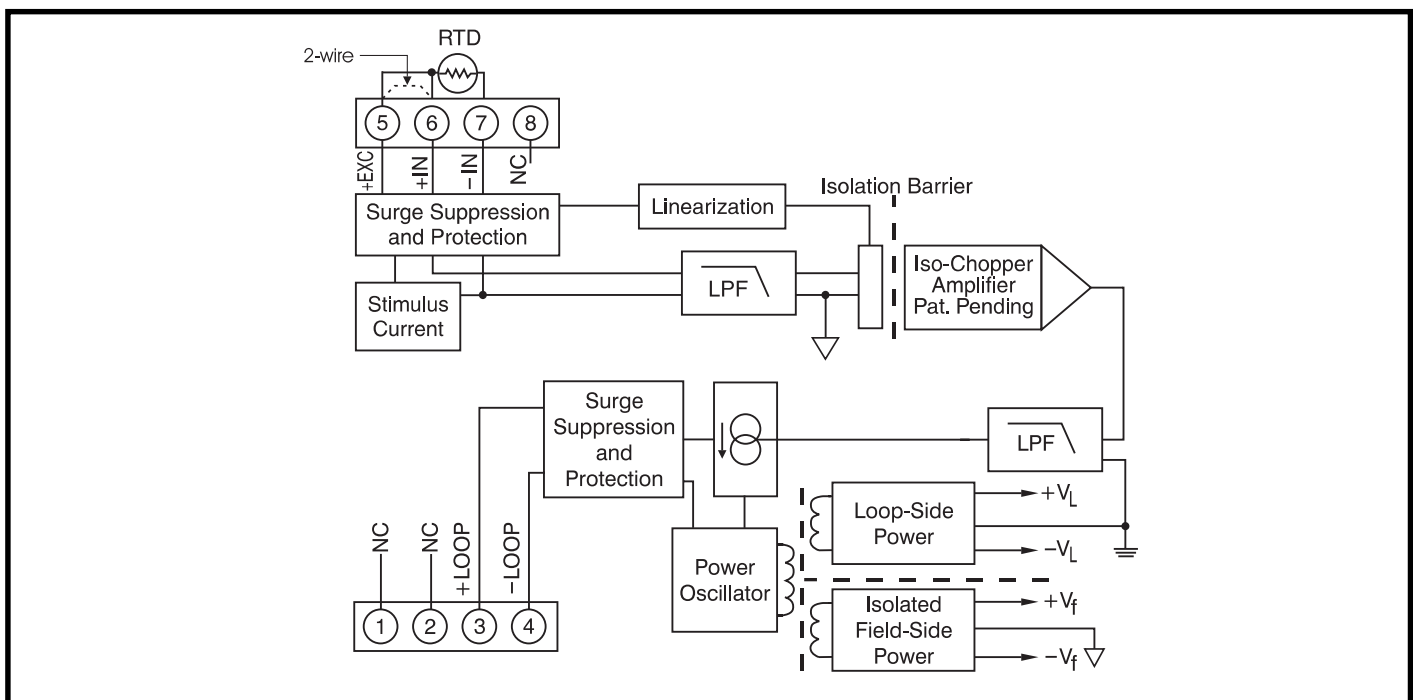 RTD
2-wire
5
6
7
8
+EXC
+IN
−IN
NC
Surge Suppression
and Protection
Linearization
Isolation Barrier
Stimulus
Current
LPF
Iso-Chopper
Amplifier
Pat. Pending
Surge
Suppression
and
Protection
LPF
NC
NC
+LOOP
−LOOP
1
2
3
4
Power
Oscillator
Loop-Side
Power
+VL
−VL
Isolated
Field-Side
Power
+Vf
−Vf